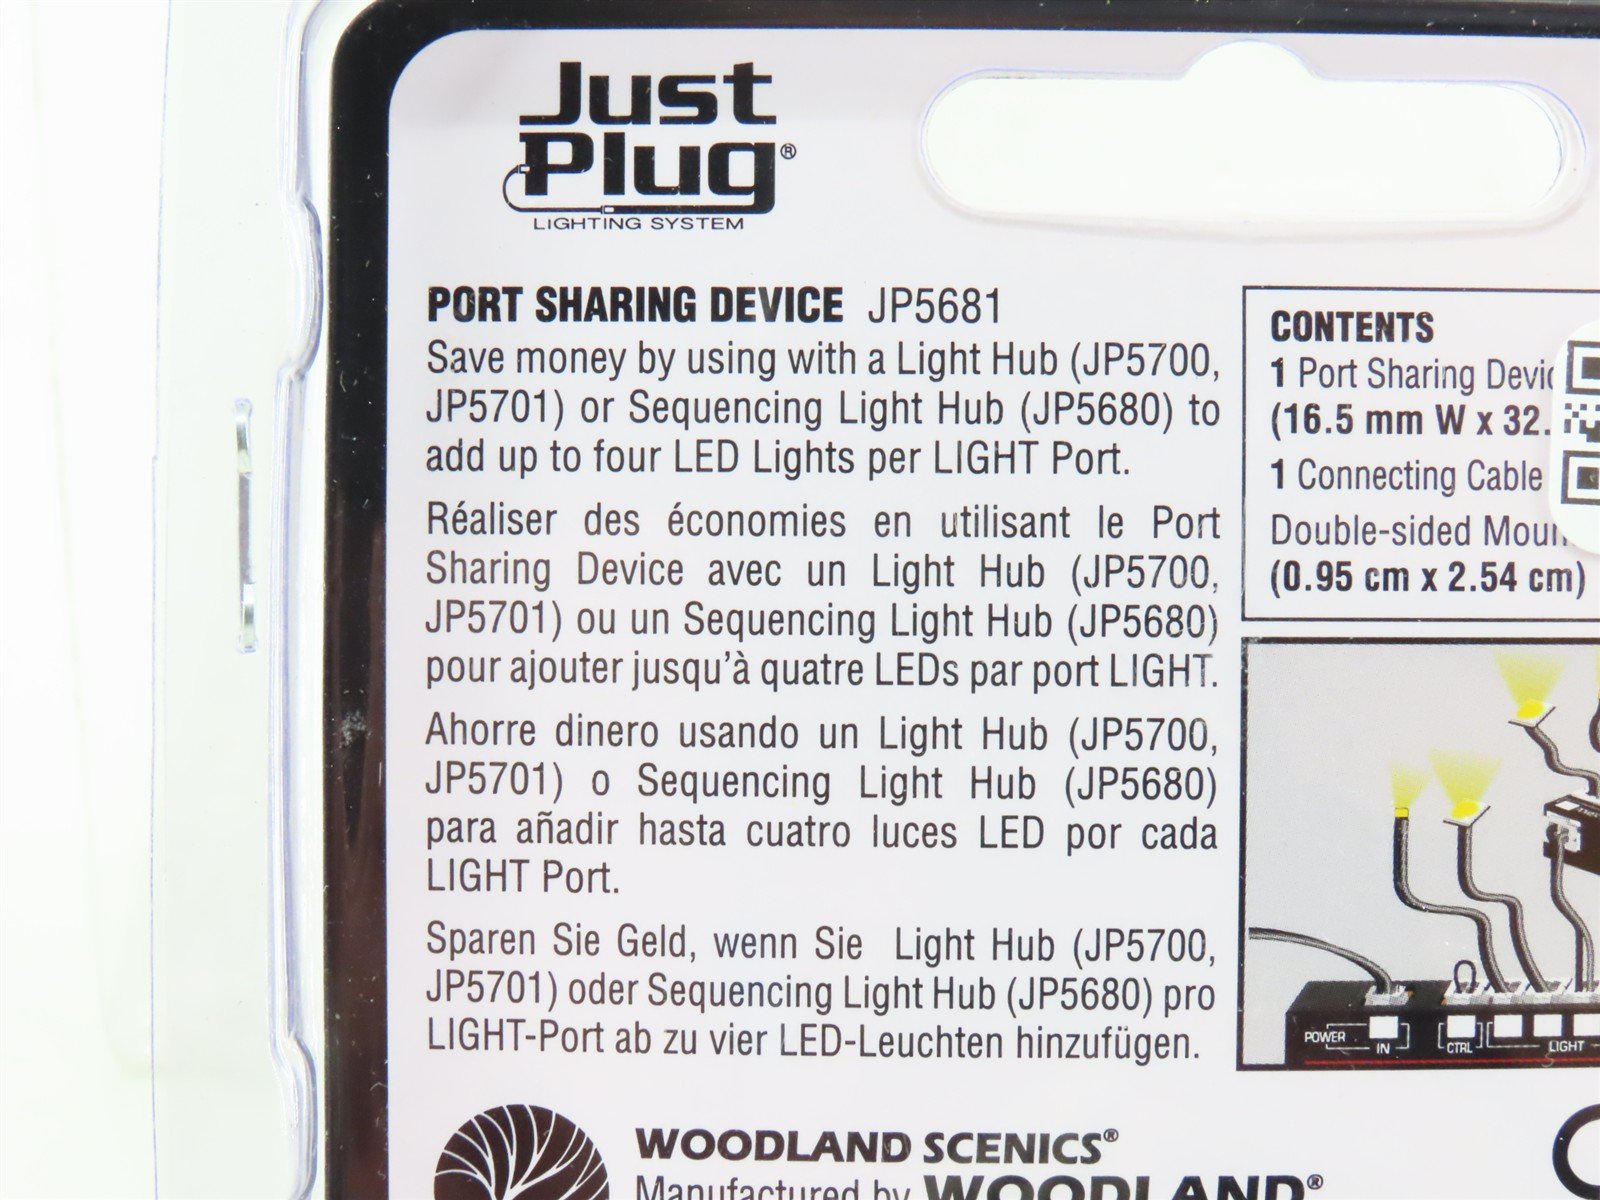 Just
Plug®
LIGHTING SYSTEM
PORT SHARING DEVICE JP5681
Save money by using with a Light Hub (JP5700,
JP5701) or Sequencing Light Hub (JP5680) to
add up to four LED Lights per LIGHT Port.
Réaliser des économies en utilisant le Port
Sharing Device avec un Light Hub (JP5700,
JP5701) ou un Sequencing Light Hub (JP5680)
pour ajouter jusqu'à quatre LEDs par port LIGHT.
Ahorre dinero usando un Light Hub (JP5700,
JP5701) o Sequencing Light Hub (JP5680)
para añadir hasta cuatro luces LED por cada
LIGHT Port.
Sparen Sie Geld, wenn Sie Light Hub (JP5700,
JP5701) oder Sequencing Light Hub (JP5680) pro
LIGHT-Port ab zu vier LED-Leuchten hinzufügen.
CONTENTS
1 Port Sharing
(16.5 mm W x 32.
1 Connecting Cable
Double-sided
(0.95 cm x 2.54 cm)
POWER IN CTRL LIGHT
WOODLAND SCENICS®
Manufactured by WOODLAND®